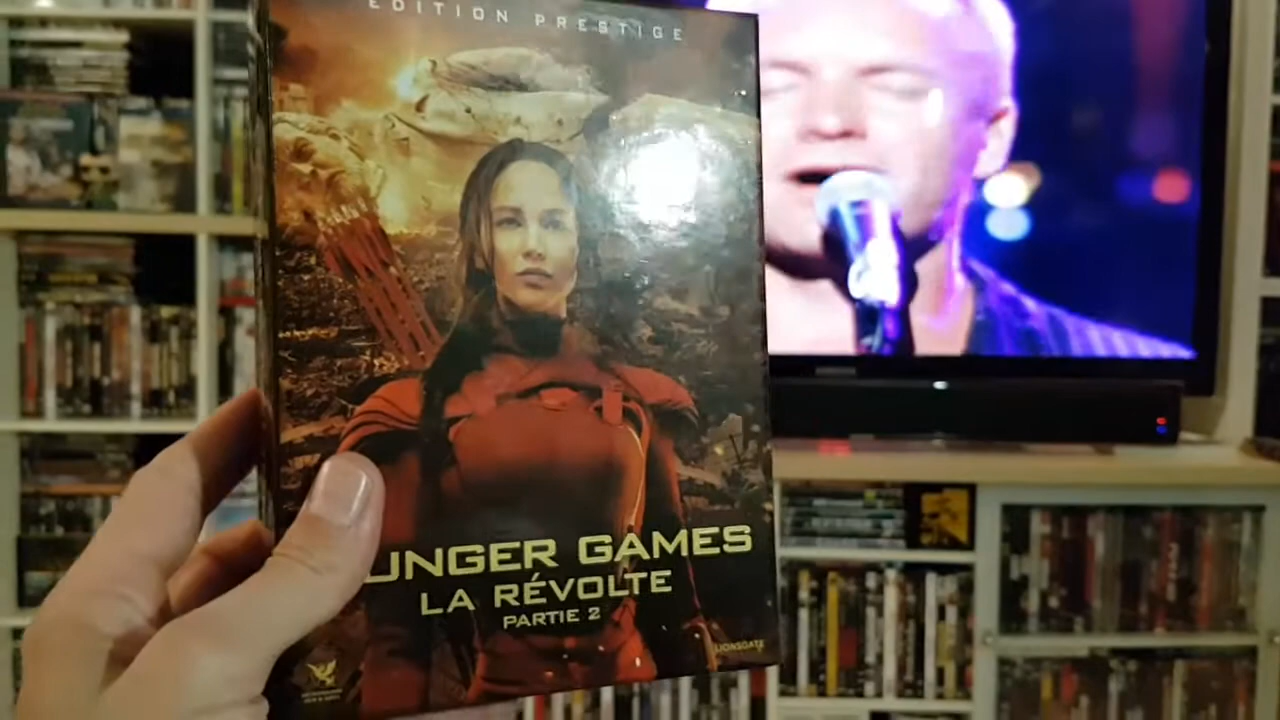 EDITION PRESTIGE
UNGER GAMES
LA RÉVOLTE
PARTIE 2
LIONSGATE